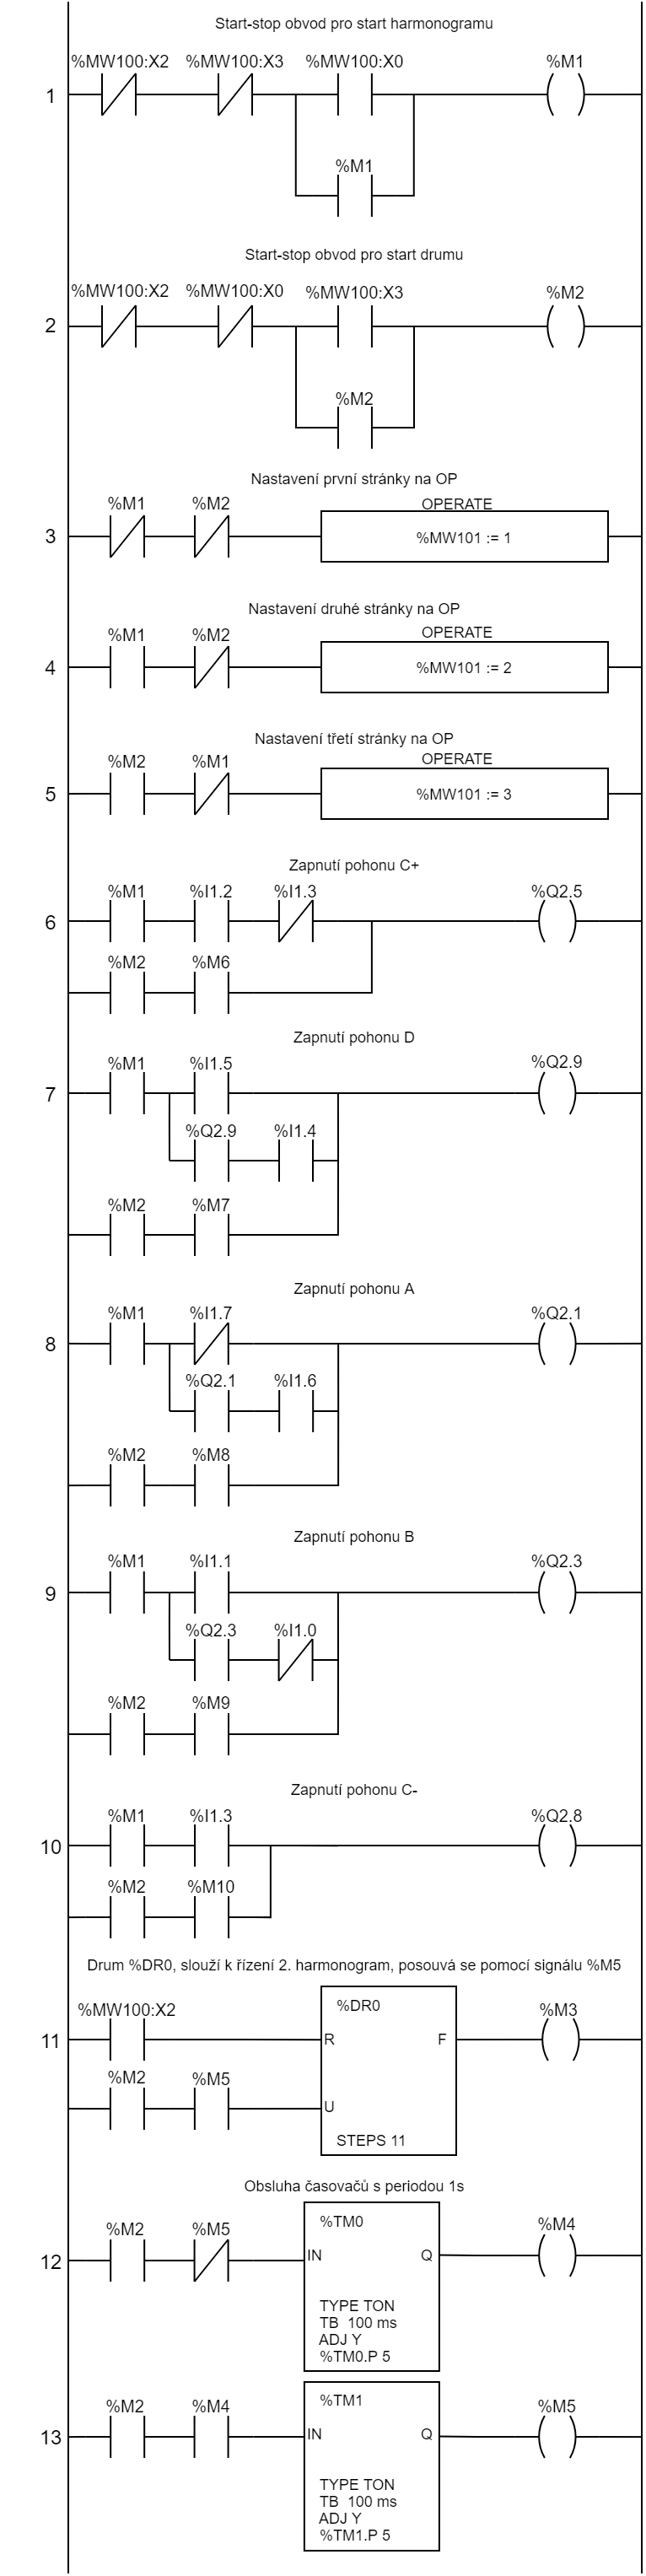 Start-stop obvod pro start harmonogramu
%MW100:X2 %MW100:X3 %MW100:X0 %M1
1
%M1
Start-stop obvod pro start drumu
%MW100:X2 %MW100:X0 %MW100:X3 %M2
2
%M2
Nastavení první stránky na OP
%M1 %M2 OPERATE
3 %MW101 := 1
Nastavení druhé stránky na OP
%M1 %M2 OPERATE
4 %MW101 := 2
Nastavení třetí stránky na OP
%M2 %M1 OPERATE
5 %MW101 := 3
Zapnutí pohonu C+
%M1 %I1.2 %I1.3 %Q2.5
6
%M2 %M6
Zapnutí pohonu D
%M1 %I1.5 %Q2.9
7
%Q2.9 %I1.4
%M2 %M7
Zapnutí pohonu A
%M1 %I1.7 %Q2.1
8
%Q2.1 %I1.6
%M2 %M8
Zapnutí pohonu B
%M1 %I1.1 %Q2.3
9
%Q2.3 %I1.0
%M2 %M9
Zapnutí pohonu C-
%M1 %I1.3 %Q2.8
10
%M2 %M10
Drum %DR0, slouží k řízení 2. harmonogram, posouvá se pomocí signálu %M5
%MW100:X2 %DR0 %M3
11 R F
%M2 %M5
U
STEPS 11
Obsluha časovačů s periodou 1s
%M2 %M5 %TM0 %M4
12 IN Q
TYPE TON
TB 100 ms
ADJ Y
%TM0.P 5
%M2 %M4 %TM1 %M5
13 IN Q
TYPE TON
TB 100 ms
ADJ Y
%TM1.P 5